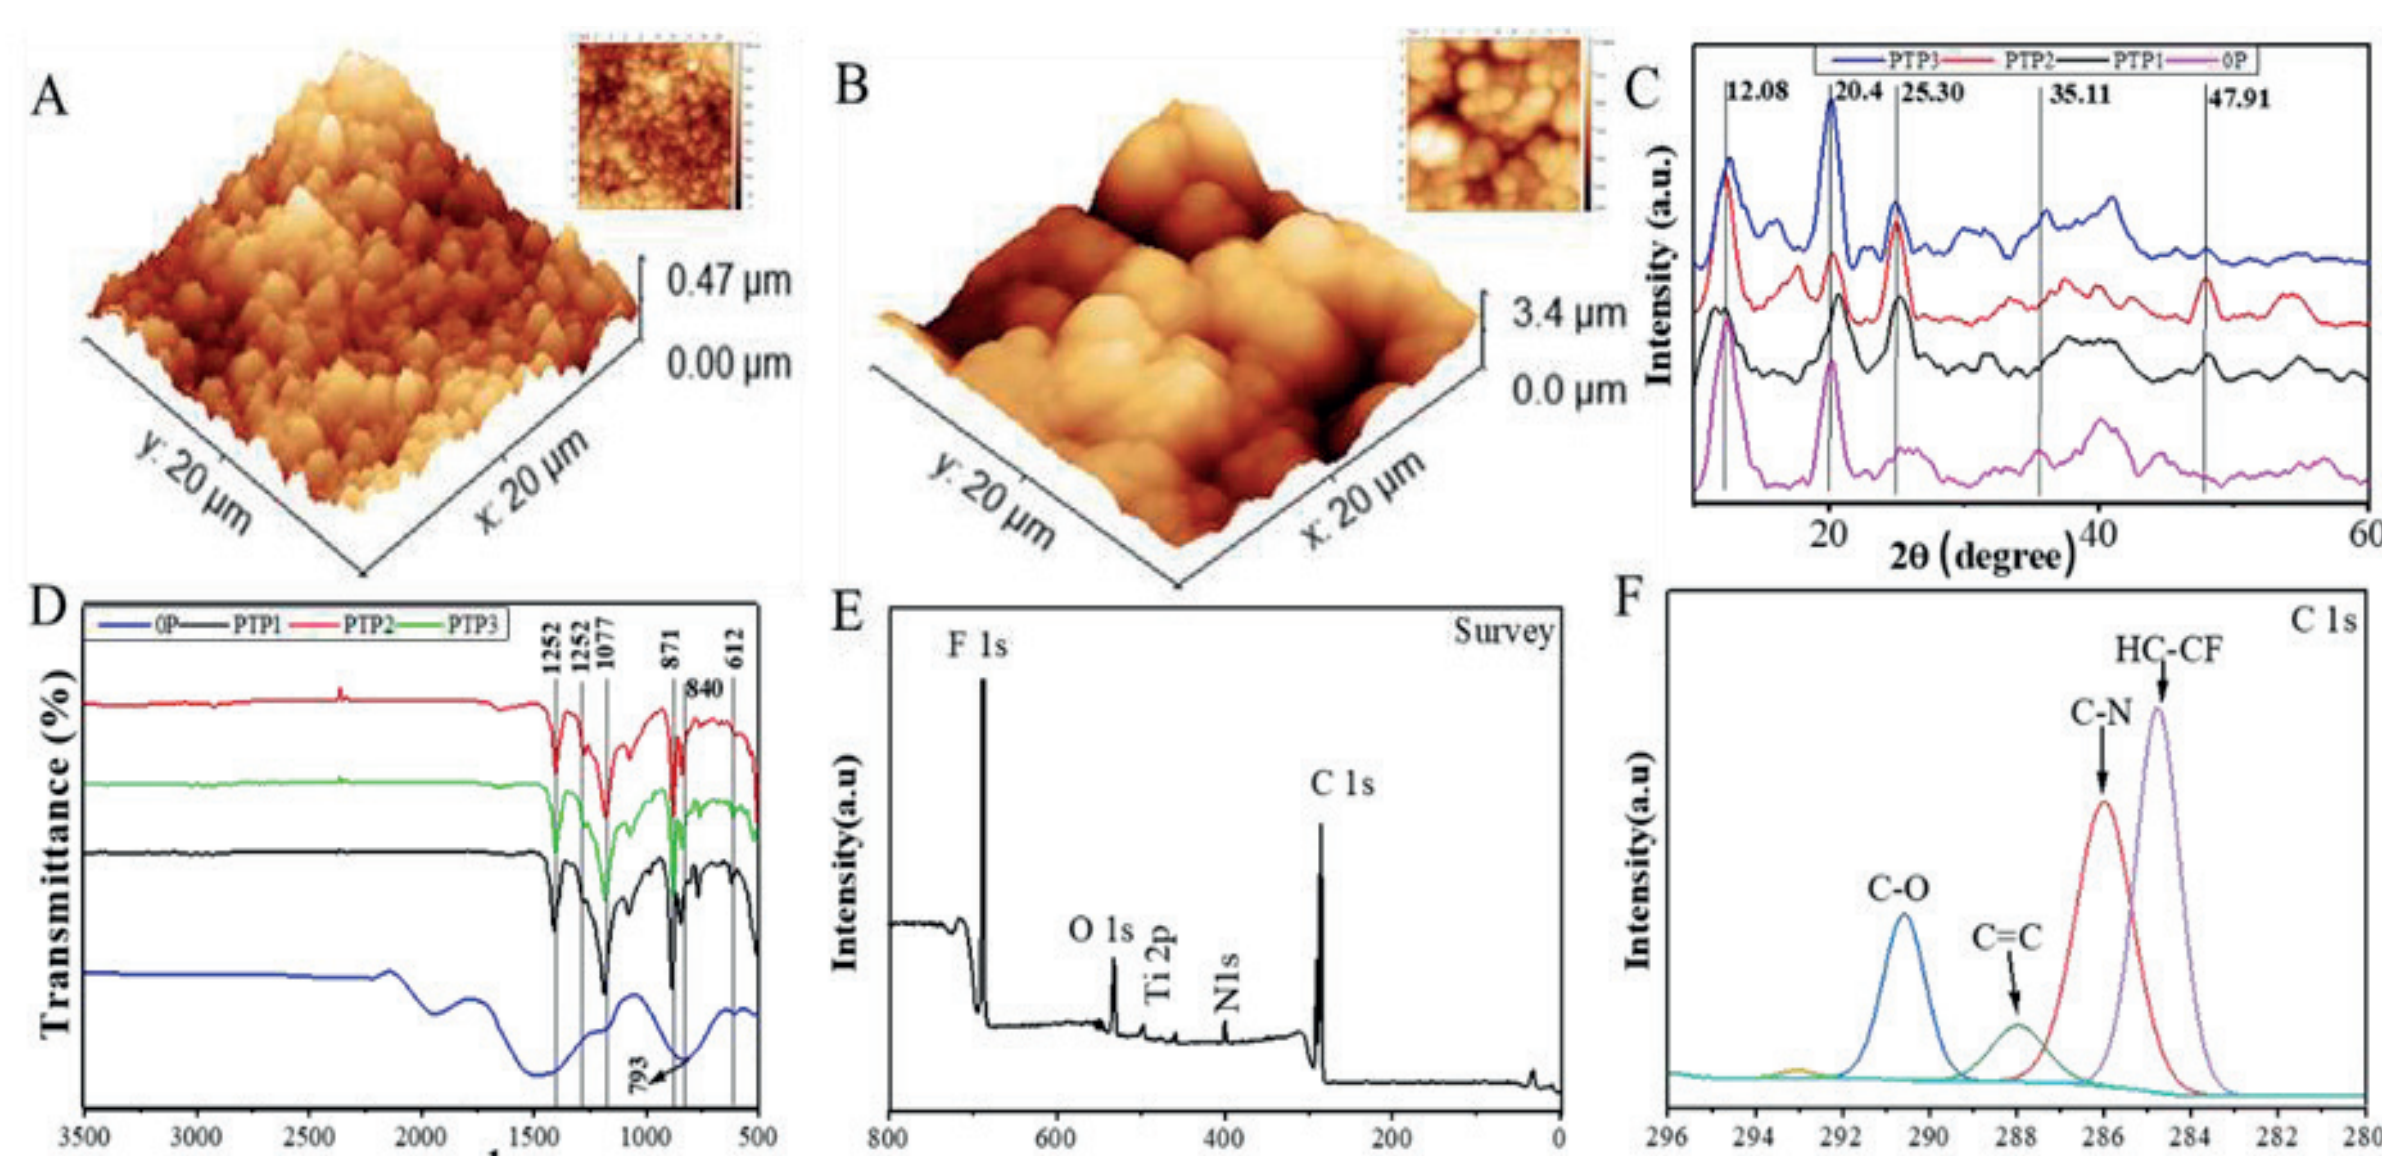 A
0.47 µm
0.00 µm
y: 20 µm
x: 20 µm
B
3.4 µm
0.0 µm
y: 20 µm
x: 20 µm
C
PTP3 PTP2 PTP1 0P
12.08 20.4 25.30 35.11 47.91
Intensity (a.u.)
20 40 60
2θ (degree)
D
0P PTP1 PTP2 PTP3
1252 1252 1077 871 840 612
793
Transmittance (%)
3500 3000 2500 2000 1500 1000 500
E
Survey
F 1s
C 1s
O 1s
Ti 2p
N1s
Intensity(a.u)
800 600 400 200 0
F
C 1s
HC-CF
C-N
C-O
C=C
Intensity(a.u)
296 294 292 290 288 286 284 282 280